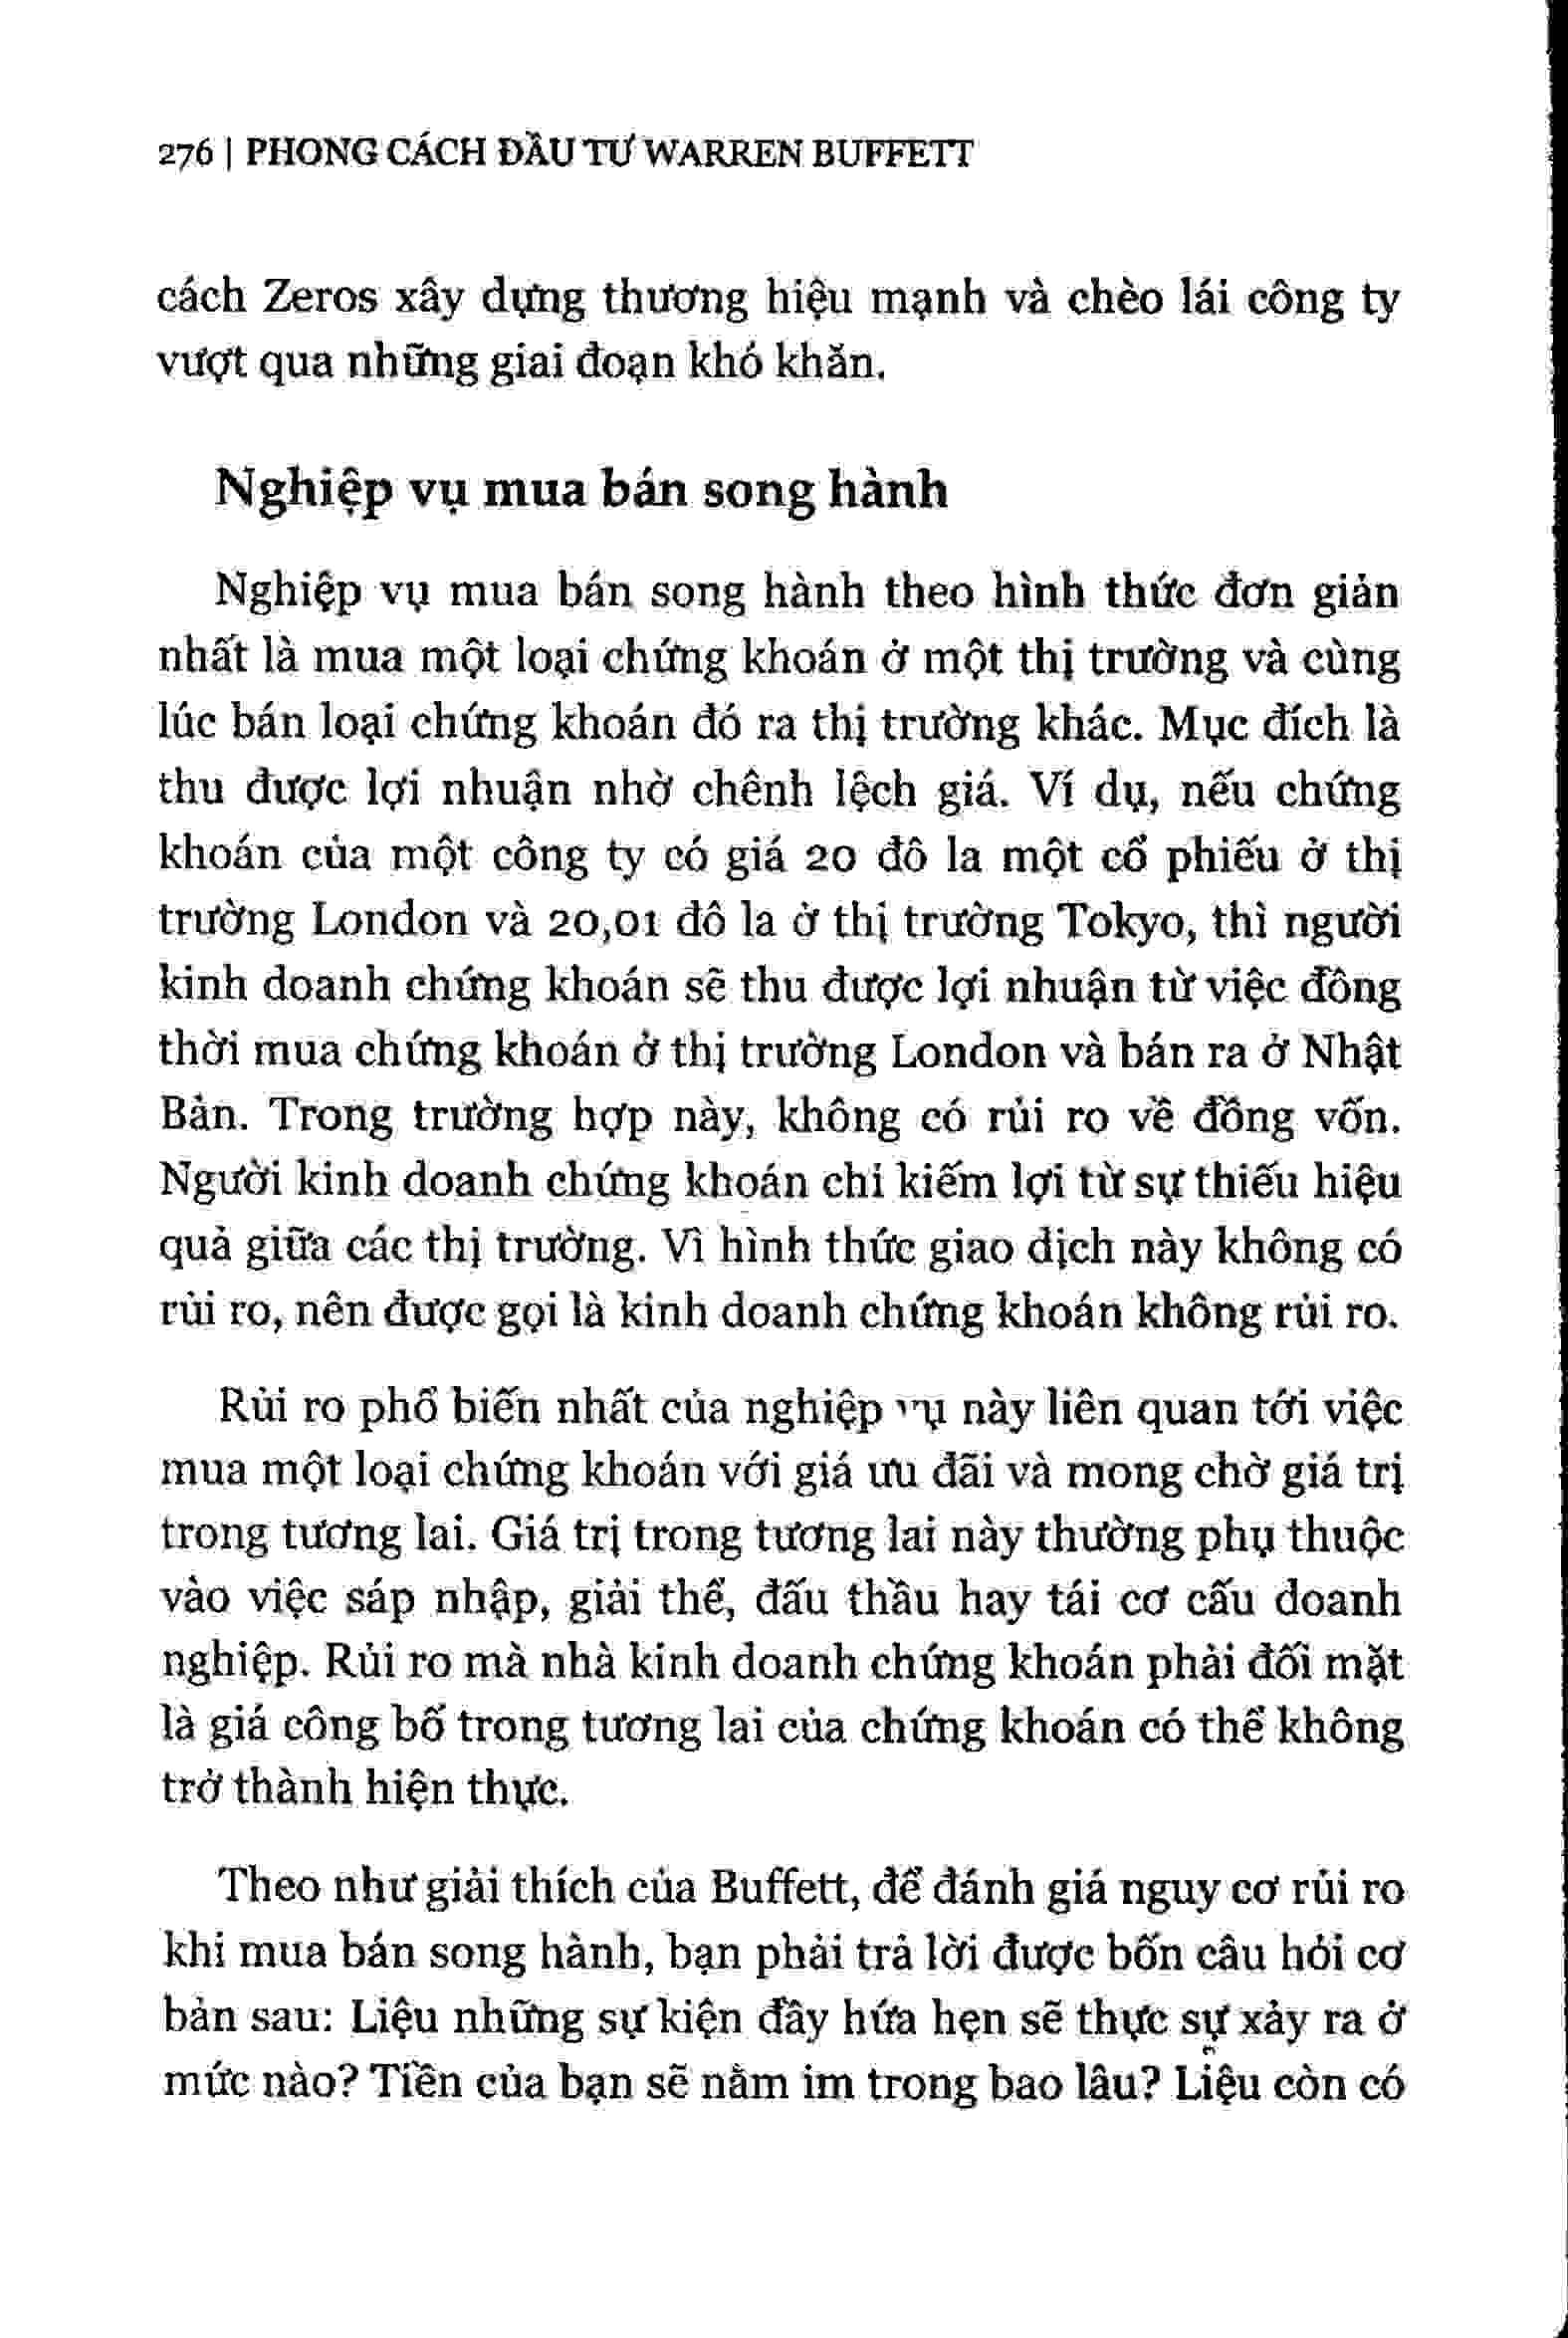 276 | PHONG CÁCH ĐẦU TƯ WARREN BUFFETT
cách Zeros xây dựng thương hiệu mạnh và chèo lái công ty
vượt qua những giai đoạn khó khăn.
Nghiệp vụ mua bán song hành
Nghiệp vụ mua bán song hành theo hình thức đơn giản
nhất là mua một loại chứng khoán ở một thị trường và cùng
lúc bán loại chứng khoán đó ra thị trường khác. Mục đích là
thu được lợi nhuận nhờ chênh lệch giá. Ví dụ, nếu chứng
khoán của một công ty có giá 20 đô la một cổ phiếu ở thị
trường London và 20,01 đô la ở thị trường Tokyo, thì người
kinh doanh chứng khoán sẽ thu được lợi nhuận từ việc đồng
thời mua chứng khoán ở thị trường London và bán ra ở Nhật
Bản. Trong trường hợp này, không có rủi ro về đồng vốn.
Người kinh doanh chứng khoán chỉ kiếm lợi từ sự thiếu hiệu
quả giữa các thị trường. Vì hình thức giao dịch này không có
rủi ro, nên được gọi là kinh doanh chứng khoán không rủi ro.
Rủi ro phổ biến nhất của nghiệp vụ này liên quan tới việc
mua một loại chứng khoán với giá ưu đãi và mong chờ giá trị
trong tương lai. Giá trị trong tương lai này thường phụ thuộc
vào việc sáp nhập, giải thể, đấu thầu hay tái cơ cấu doanh
nghiệp. Rủi ro mà nhà kinh doanh chứng khoán phải đối mặt
là giá công bố trong tương lai của chứng khoán có thể không
trở thành hiện thực.
Theo như giải thích của Buffett, để đánh giá nguy cơ rủi ro
khi mua bán song hành, bạn phải trả lời được bốn câu hỏi cơ
bản sau: Liệu những sự kiện đầy hứa hẹn sẽ thực sự xảy ra ở
mức nào? Tiền của bạn sẽ nằm im trong bao lâu? Liệu còn có